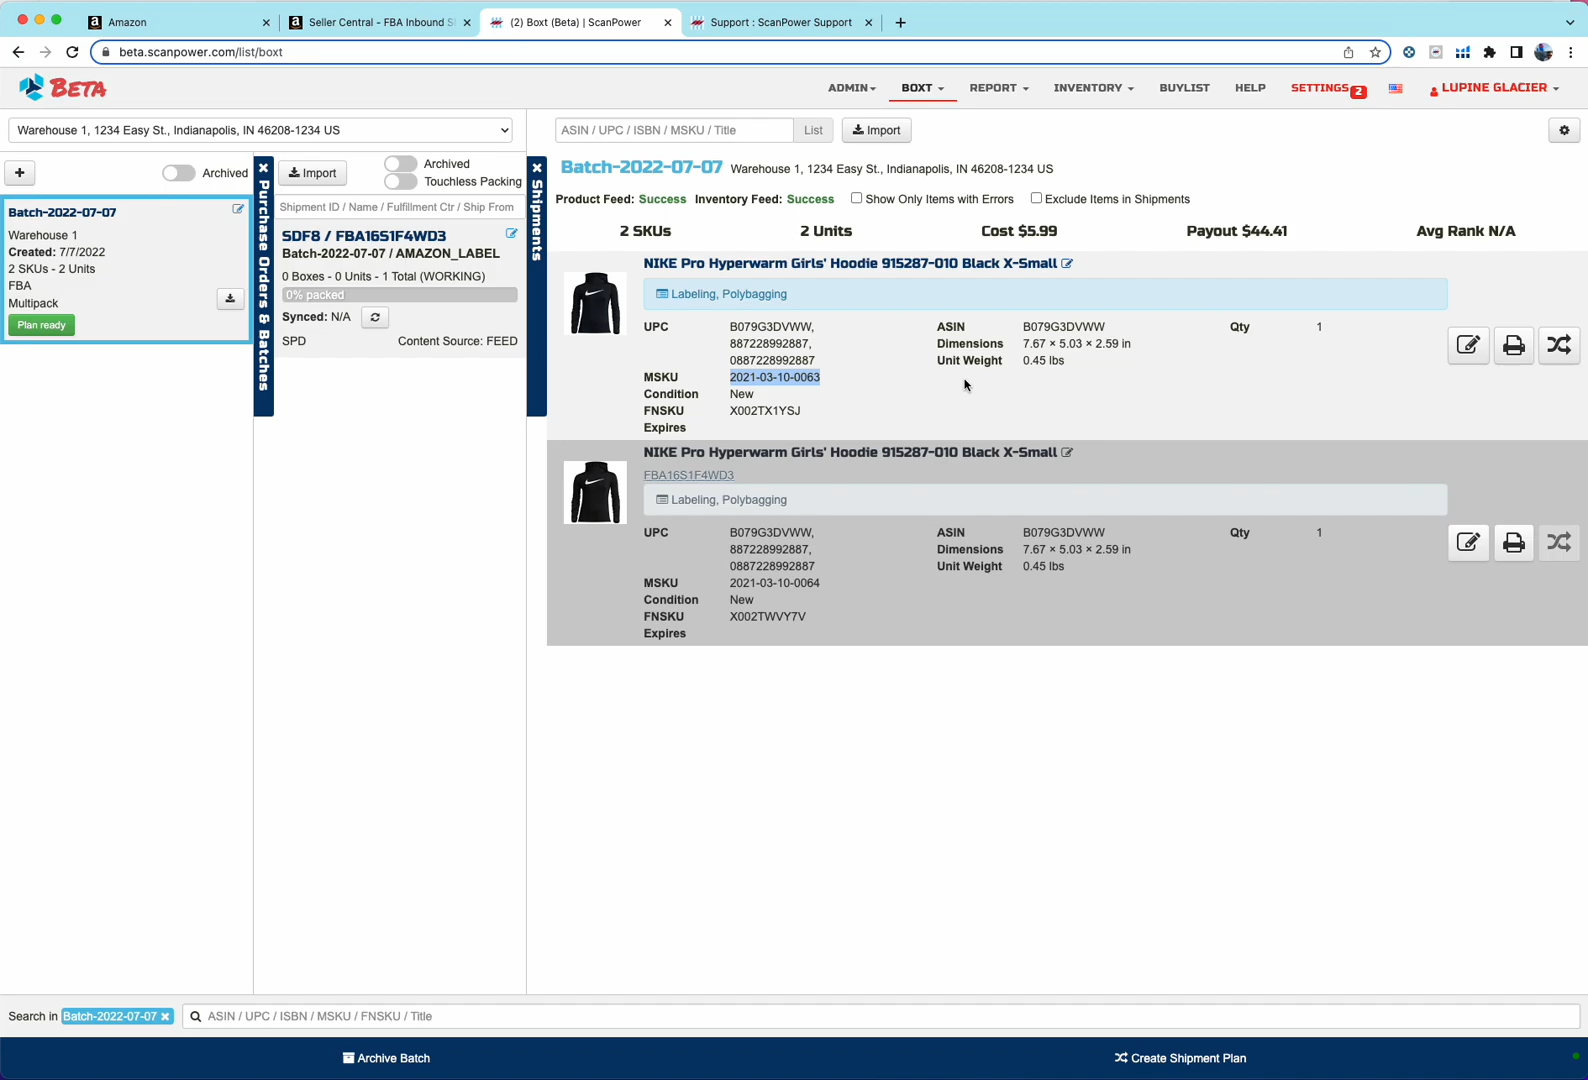 Amazon
Seller Central - FBA Inbound S
(2) Boxt (Beta) | ScanPower
Support : ScanPower Support
beta.scanpower.com/list/boxt
BETA
ADMIN
BOXT
REPORT
INVENTORY
BUYLIST
HELP
SETTINGS 2
LUPINE GLACIER
Warehouse 1, 1234 Easy St., Indianapolis, IN 46208-1234 US
Archived
Batch-2022-07-07
Warehouse 1
Created: 7/7/2022
2 SKUs - 2 Units
FBA
Multipack
Plan ready
Purchase Orders & Batches
Import
Archived
Touchless Packing
Shipment ID / Name / Fulfillment Ctr / Ship From
SDF8 / FBA16S1F4WD3
Batch-2022-07-07 / AMAZON_LABEL
0 Boxes - 0 Units - 1 Total (WORKING)
0% packed
Synced: N/A
SPD Content Source: FEED
Shipments
ASIN / UPC / ISBN / MSKU / Title
List
Import
Batch-2022-07-07 Warehouse 1, 1234 Easy St., Indianapolis, IN 46208-1234 US
Product Feed: Success Inventory Feed: Success Show Only Items with Errors Exclude Items in Shipments
2 SKUs 2 Units Cost $5.99 Payout $44.41 Avg Rank N/A
NIKE Pro Hyperwarm Girls' Hoodie 915287-010 Black X-Small
Labeling, Polybagging
UPC B079G3DVWW, ASIN B079G3DVWW Qty 1
887228992887, Dimensions 7.67 × 5.03 × 2.59 in
0887228992887 Unit Weight 0.45 lbs
MSKU 2021-03-10-0063
Condition New
FNSKU X002TX1YSJ
Expires
NIKE Pro Hyperwarm Girls' Hoodie 915287-010 Black X-Small
FBA16S1F4WD3
Labeling, Polybagging
UPC B079G3DVWW, ASIN B079G3DVWW Qty 1
887228992887, Dimensions 7.67 × 5.03 × 2.59 in
0887228992887 Unit Weight 0.45 lbs
MSKU 2021-03-10-0064
Condition New
FNSKU X002TWVY7V
Expires
Search in Batch-2022-07-07 ASIN / UPC / ISBN / MSKU / FNSKU / Title
Archive Batch
Create Shipment Plan